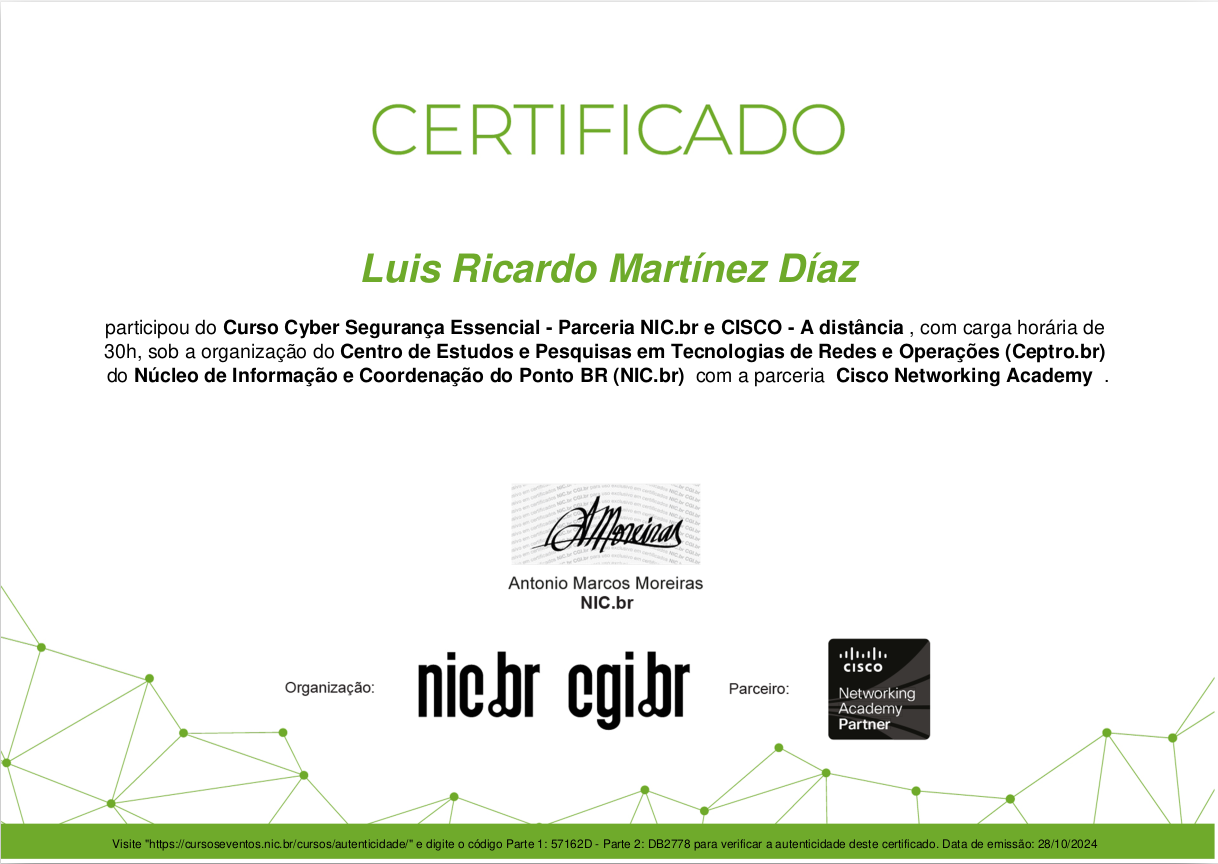 CERTIFICADO
Luis Ricardo Martínez Díaz
participou do Curso Cyber Segurança Essencial - Parceria NIC.br e CISCO - A distância , com carga horária de
30h, sob a organização do Centro de Estudos e Pesquisas em Tecnologias de Redes e Operações (Ceptro.br)
do Núcleo de Informação e Coordenação do Ponto BR (NIC.br) com a parceria Cisco Networking Academy .
AMoreiras
Antonio Marcos Moreiras
NIC.br
Organização:
nic.br cgi.br
Parceiro:
CISCO
Networking
Academy
Partner
Visite "https://cursoseventos.nic.br/cursos/autenticidade/" e digite o código Parte 1: 57162D - Parte 2: DB2778 para verificar a autenticidade deste certificado. Data de emissão: 28/10/2024